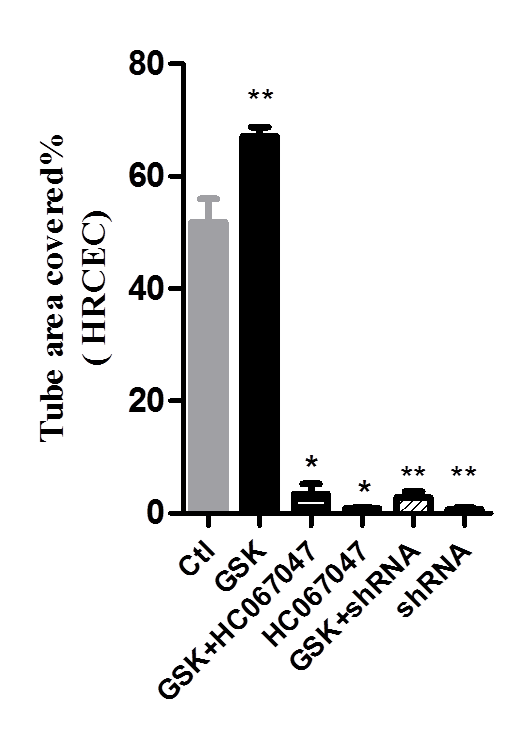 Tube area covered%
( HRCEC)
80
60
40
20
0
**
*
*
**
**
Ctl
GSK
GSK+HC067047
HC067047
GSK+shRNA
shRNA